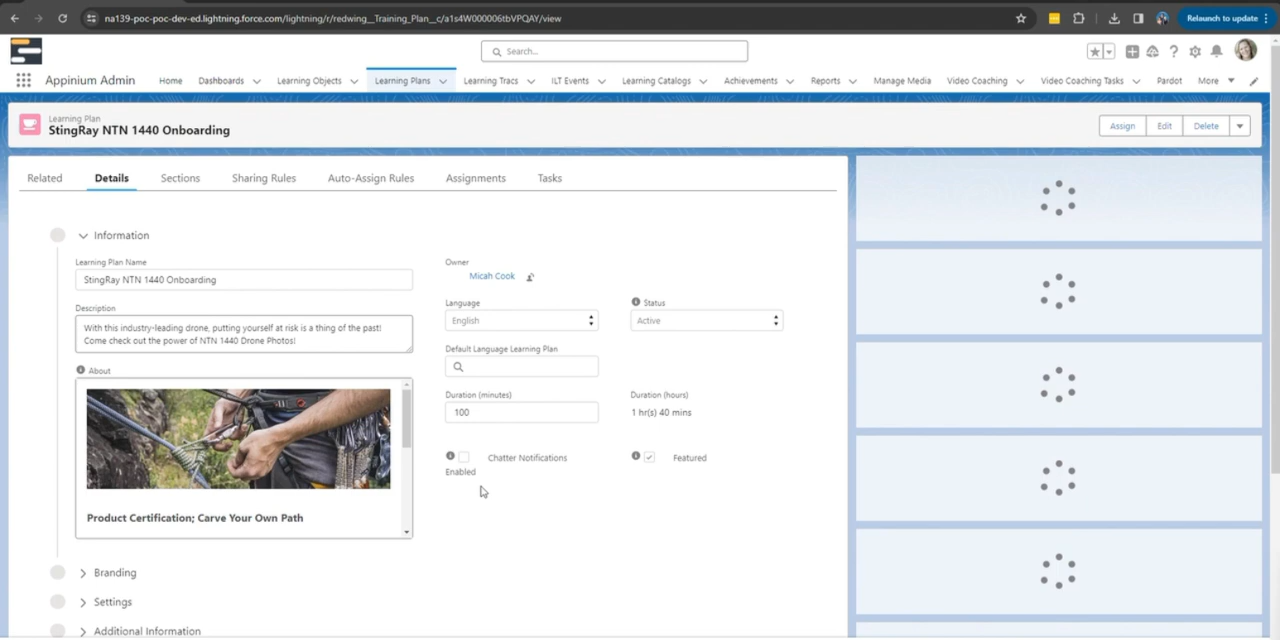 na139-poc-poc-dev-ed.lightning.force.com/lightning/r/redwing__Training_Plan__c/a1s4W000006tbVPQAY/view
Relaunch to update
Search...
Appinium Admin
Home
Dashboards
Learning Objects
Learning Plans
Learning Tracs
ILT Events
Learning Catalogs
Achievements
Reports
Manage Media
Video Coaching
Video Coaching Tasks
Pardot
More
Learning Plan
StingRay NTN 1440 Onboarding
Assign
Edit
Delete
Related
Details
Sections
Sharing Rules
Auto-Assign Rules
Assignments
Tasks
Information
Learning Plan Name
StingRay NTN 1440 Onboarding
Description
With this industry-leading drone, putting yourself at risk is a thing of the past!
Come check out the power of NTN 1440 Drone Photos!
About
Product Certification; Carve Your Own Path
Owner
Micah Cook
Language
English
Status
Active
Default Language Learning Plan
Duration (minutes)
100
Duration (hours)
1 hr(s) 40 mins
Chatter Notifications
Enabled
Featured
Branding
Settings
Additional Information